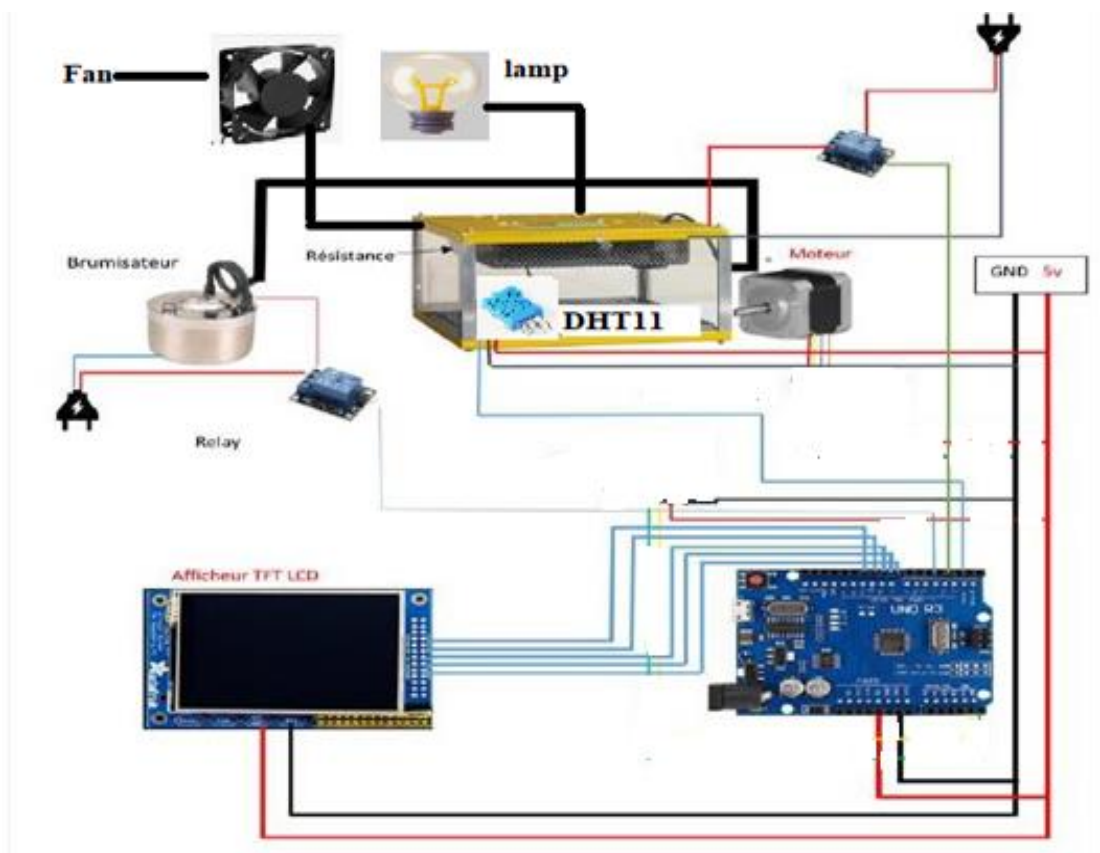 Fan
lamp
Brumisateur
Résistance
Moteur
GND 5v
DHT11
Relay
Afficheur TFT LCD
UNO R3